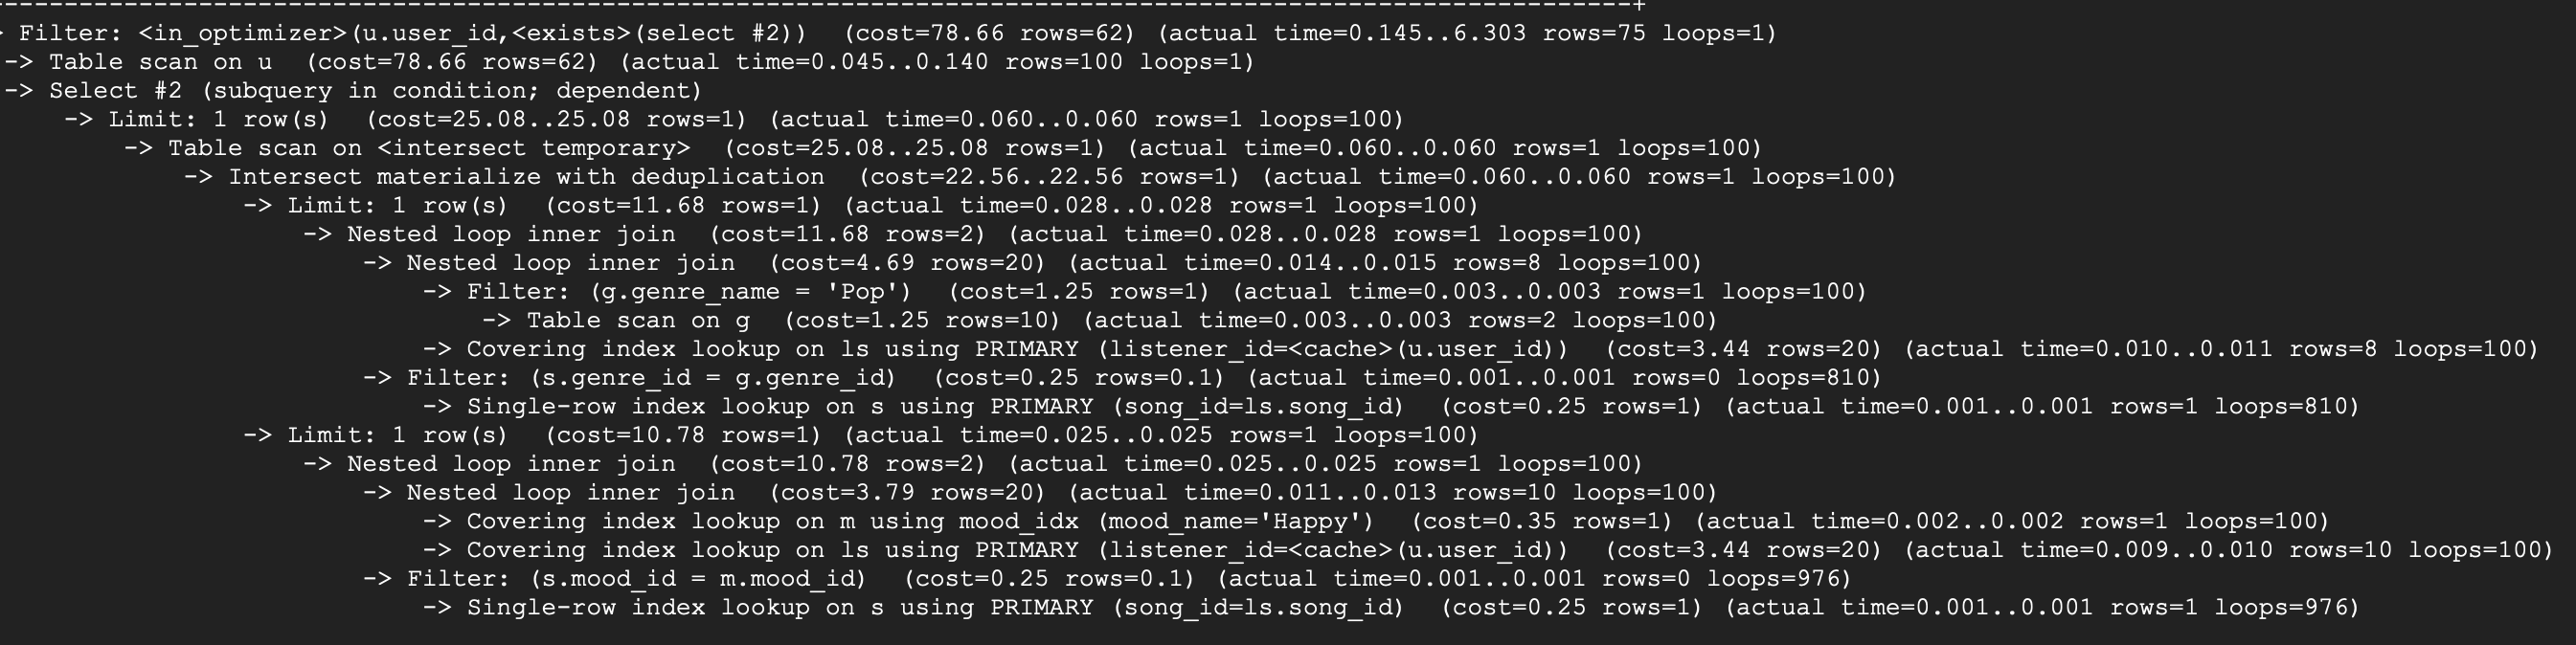 -----------------------------------------------------------------------------------------------------------+
> Filter: <in_optimizer>(u.user_id,<exists>(select #2))  (cost=78.66 rows=62) (actual time=0.145..6.303 rows=75 loops=1)
-> Table scan on u  (cost=78.66 rows=62) (actual time=0.045..0.140 rows=100 loops=1)
-> Select #2 (subquery in condition; dependent)
    -> Limit: 1 row(s)  (cost=25.08..25.08 rows=1) (actual time=0.060..0.060 rows=1 loops=100)
        -> Table scan on <intersect temporary>  (cost=25.08..25.08 rows=1) (actual time=0.060..0.060 rows=1 loops=100)
            -> Intersect materialize with deduplication  (cost=22.56..22.56 rows=1) (actual time=0.060..0.060 rows=1 loops=100)
                -> Limit: 1 row(s)  (cost=11.68 rows=1) (actual time=0.028..0.028 rows=1 loops=100)
                    -> Nested loop inner join  (cost=11.68 rows=2) (actual time=0.028..0.028 rows=1 loops=100)
                        -> Nested loop inner join  (cost=4.69 rows=20) (actual time=0.014..0.015 rows=8 loops=100)
                            -> Filter: (g.genre_name = 'Pop')  (cost=1.25 rows=1) (actual time=0.003..0.003 rows=1 loops=100)
                                -> Table scan on g  (cost=1.25 rows=10) (actual time=0.003..0.003 rows=2 loops=100)
                            -> Covering index lookup on ls using PRIMARY (listener_id=<cache>(u.user_id))  (cost=3.44 rows=20) (actual time=0.010..0.011 rows=8 loops=100)
                        -> Filter: (s.genre_id = g.genre_id)  (cost=0.25 rows=0.1) (actual time=0.001..0.001 rows=0 loops=810)
                            -> Single-row index lookup on s using PRIMARY (song_id=ls.song_id)  (cost=0.25 rows=1) (actual time=0.001..0.001 rows=1 loops=810)
                -> Limit: 1 row(s)  (cost=10.78 rows=1) (actual time=0.025..0.025 rows=1 loops=100)
                    -> Nested loop inner join  (cost=10.78 rows=2) (actual time=0.025..0.025 rows=1 loops=100)
                        -> Nested loop inner join  (cost=3.79 rows=20) (actual time=0.011..0.013 rows=10 loops=100)
                            -> Covering index lookup on m using mood_idx (mood_name='Happy')  (cost=0.35 rows=1) (actual time=0.002..0.002 rows=1 loops=100)
                            -> Covering index lookup on ls using PRIMARY (listener_id=<cache>(u.user_id))  (cost=3.44 rows=20) (actual time=0.009..0.010 rows=10 loops=100)
                        -> Filter: (s.mood_id = m.mood_id)  (cost=0.25 rows=0.1) (actual time=0.001..0.001 rows=0 loops=976)
                            -> Single-row index lookup on s using PRIMARY (song_id=ls.song_id)  (cost=0.25 rows=1) (actual time=0.001..0.001 rows=1 loops=976)